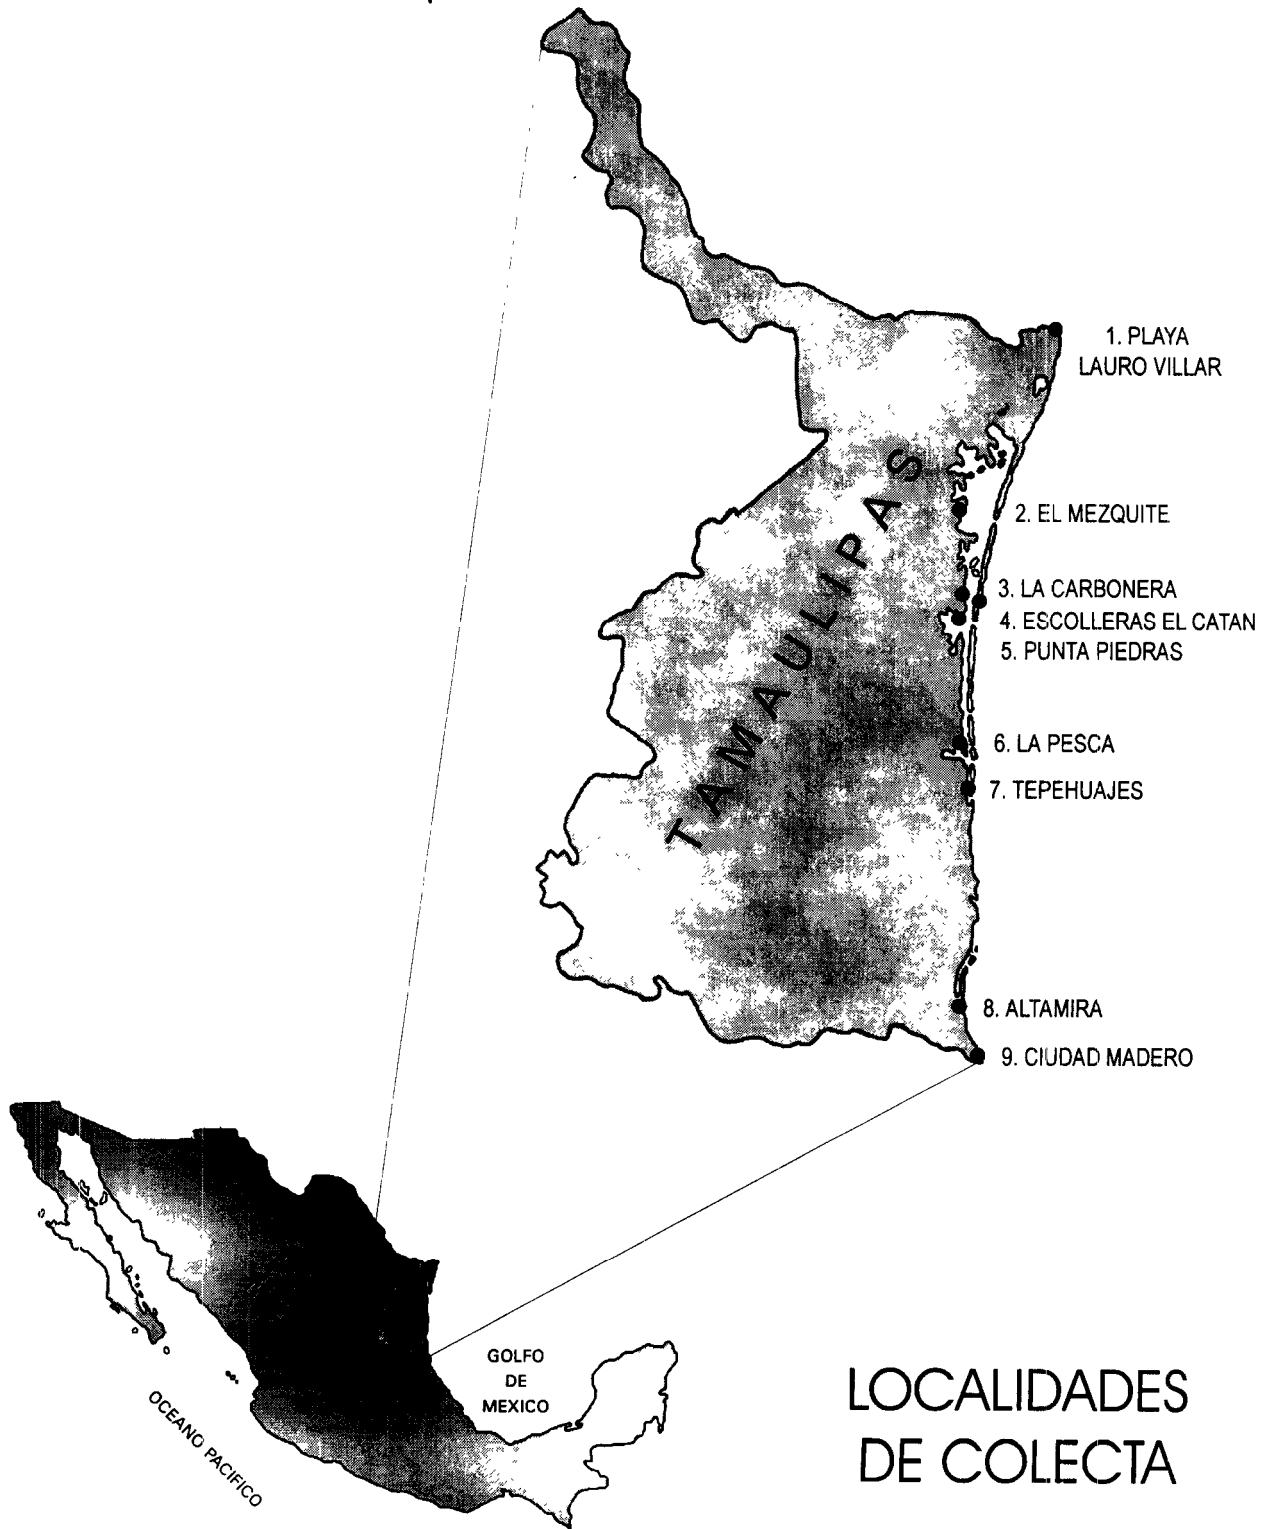 1. PLAYA
LAURO VILLAR
TAMAULIPAS
2. EL MEZQUITE
3. LA CARBONERA
4. ESCOLLERAS EL CATAN
5. PUNTA PIEDRAS
6. LA PESCA
7. TEPEHUAJES
8. ALTAMIRA
9. CIUDAD MADERO
GOLFO
DE
MEXICO
OCEANO PACIFICO
LOCALIDADES
DE COLECTA